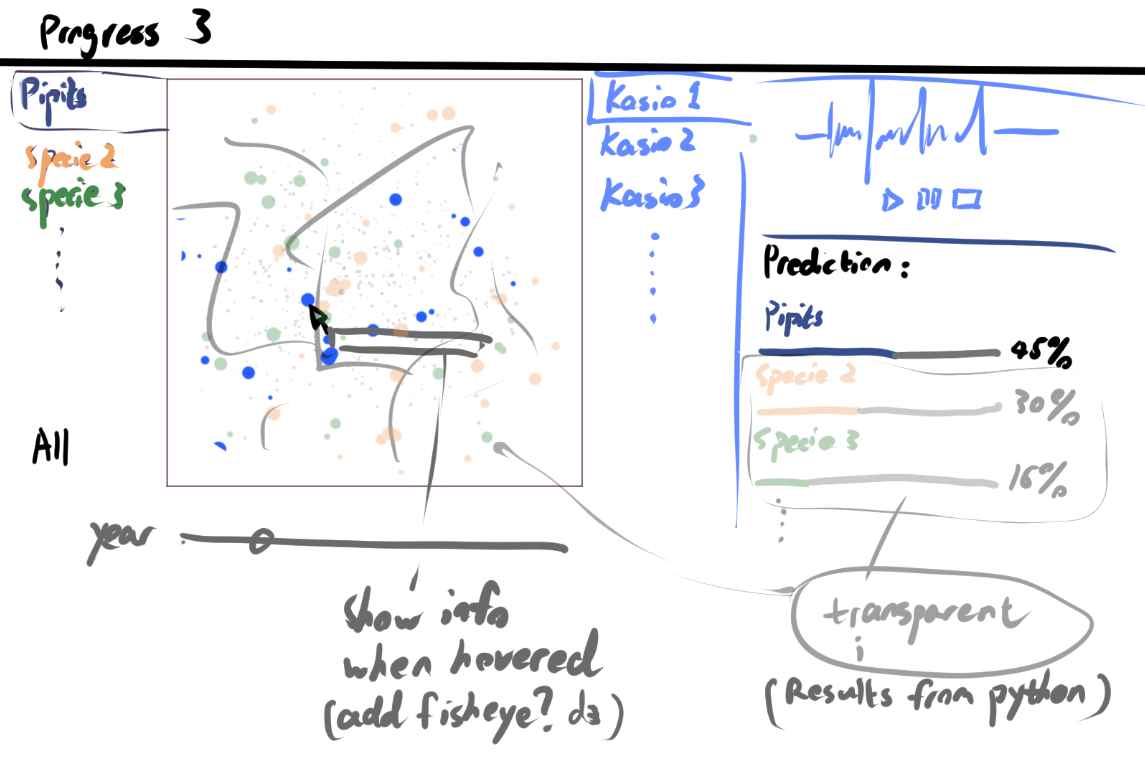 Progress 3
Pipits
Specie 2
Specie 3
All
year
Show info
when hovered
(add fisheye? d3)
Kasio 1
Kasio 2
Kasio 3
Prediction:
Pipits
45%
Specie 2
30%
Specie 3
16%
transparent
(Results from python)